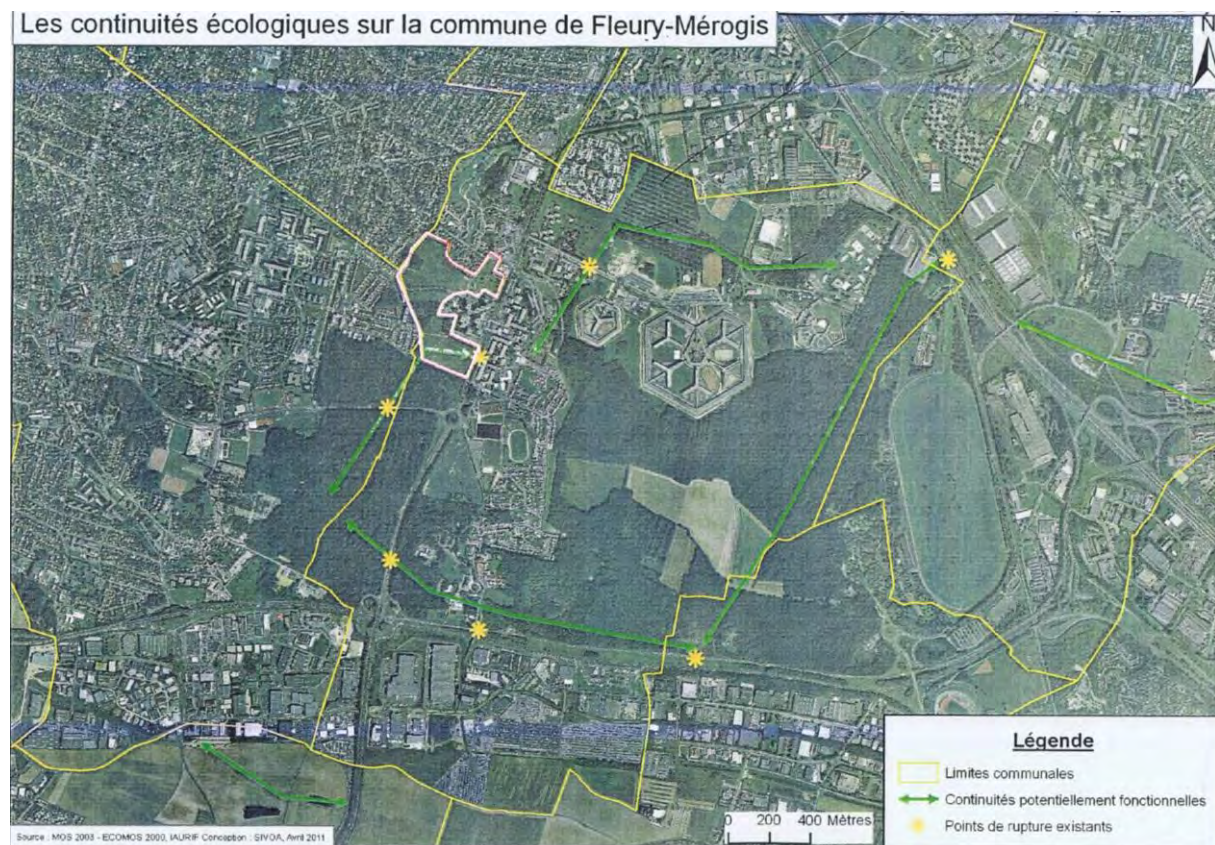 Les continuités écologiques sur la commune de Fleury-Mérogis
N
Légende
Limites communales
Continuités potentiellement fonctionnelles
Points de rupture existants
0 200 400 Mètres
Source : MOS 2003 - ECOMOS 2000, IAURIF Conception : SIVOA, Avril 2011